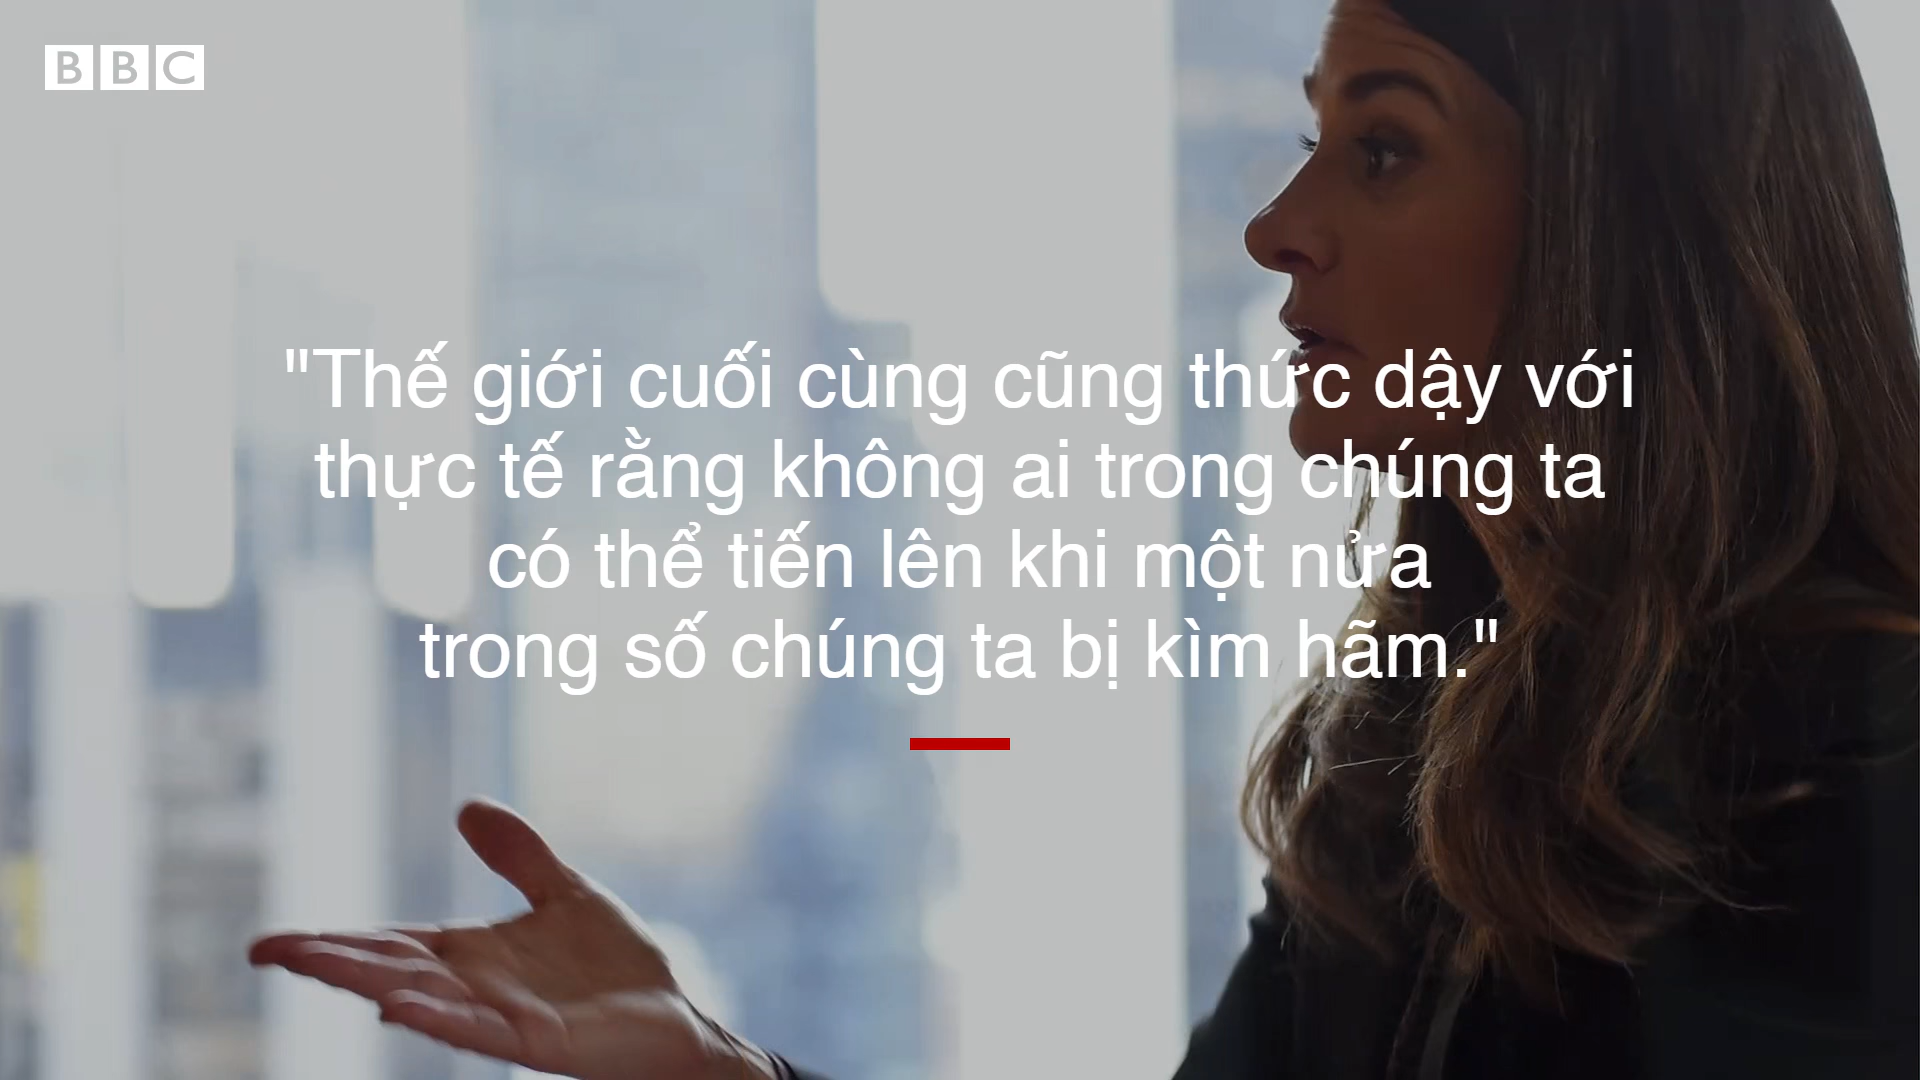 BBC
"Thế giới cuối cùng cũng thức dậy với
thực tế rằng không ai trong chúng ta
có thể tiến lên khi một nửa
trong số chúng ta bị kìm hãm."